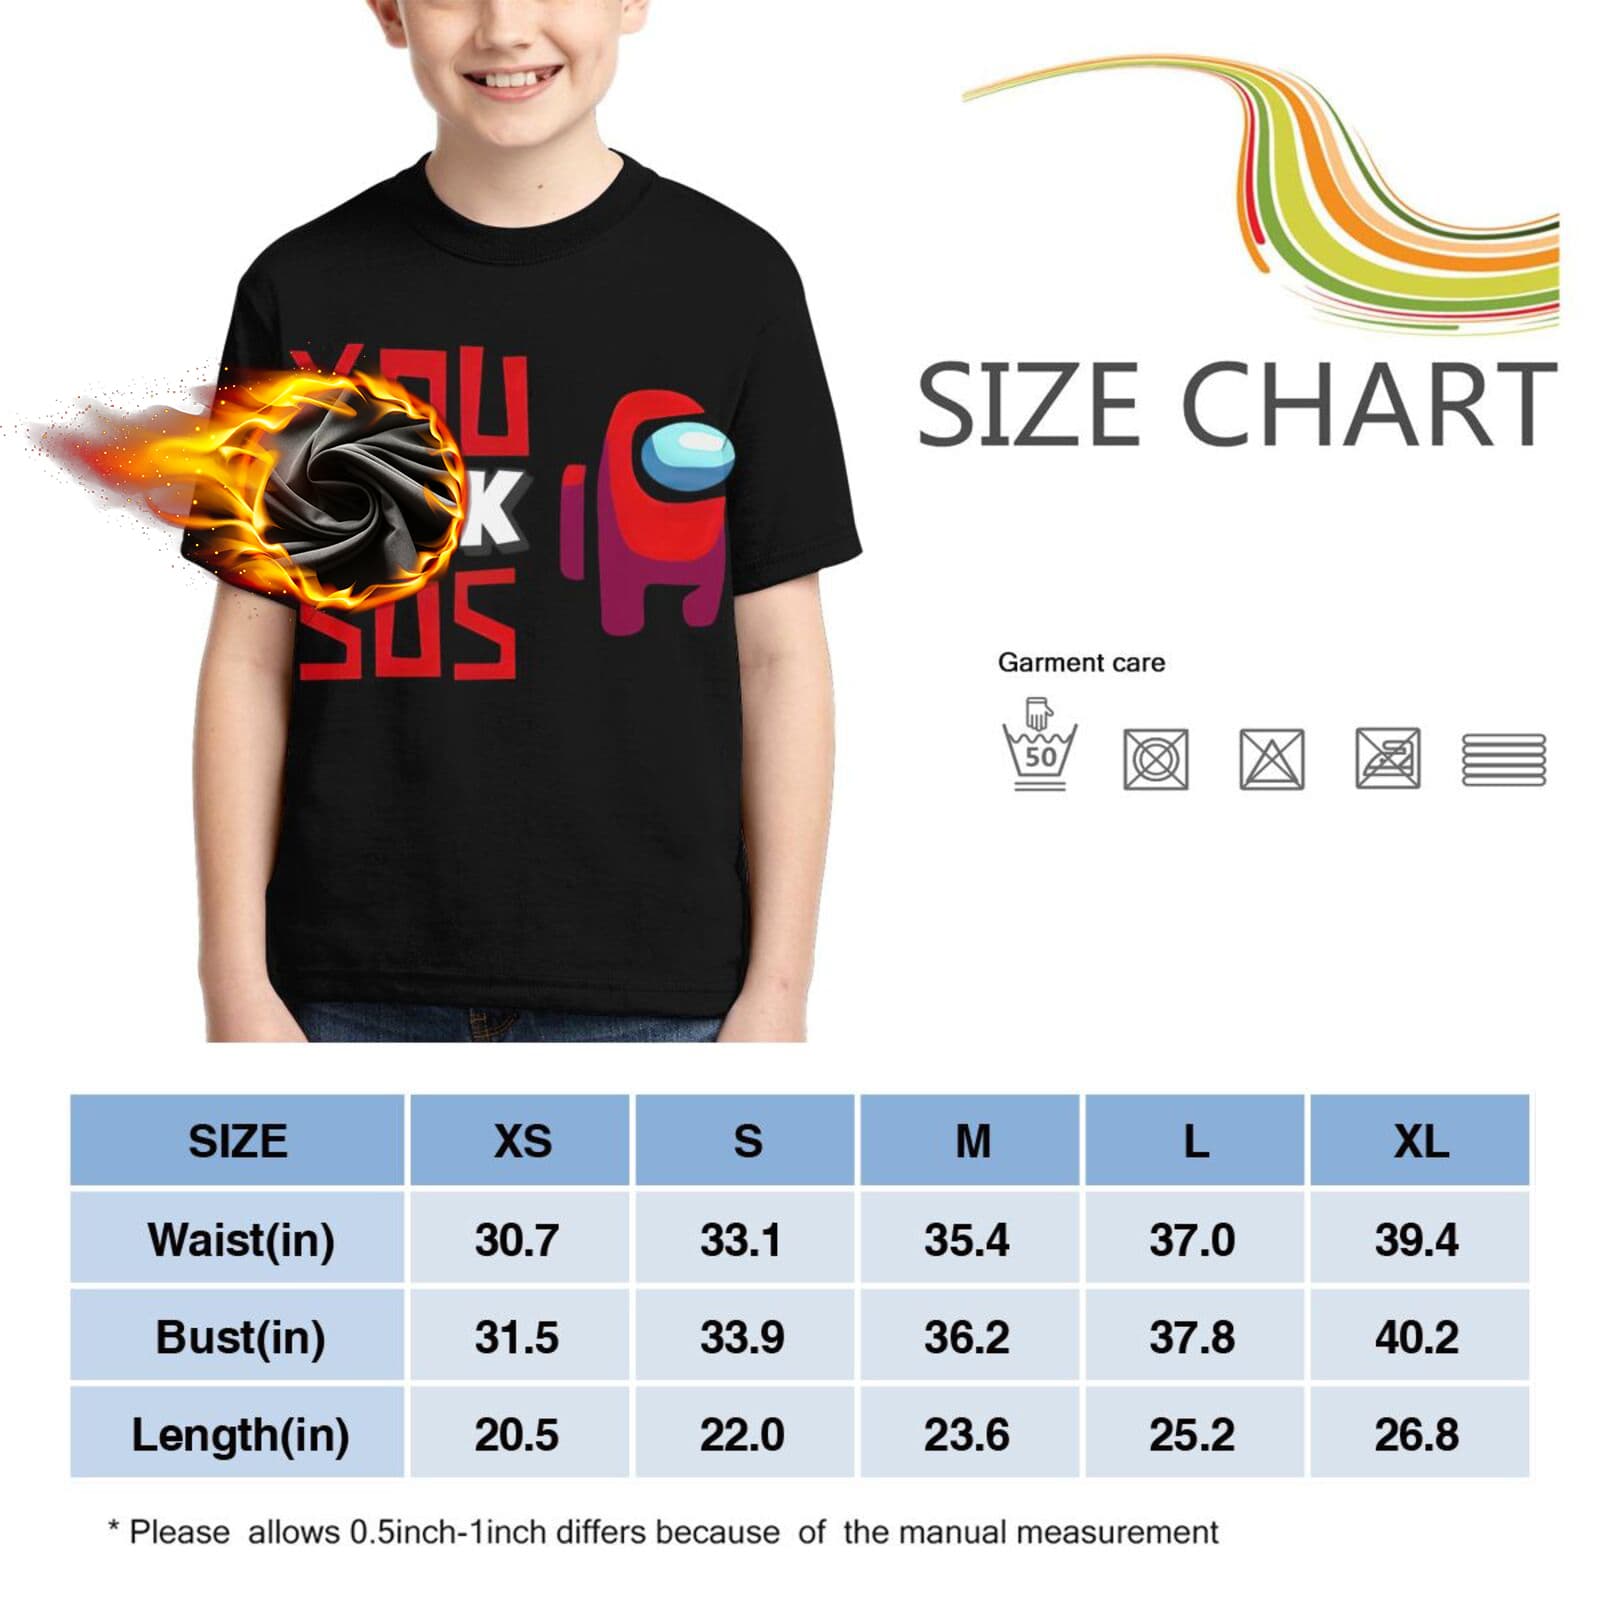 YOU
K
SUS
SIZE CHART
Garment care
50
SIZE XS S M L XL
Waist(in) 30.7 33.1 35.4 37.0 39.4
Bust(in) 31.5 33.9 36.2 37.8 40.2
Length(in) 20.5 22.0 23.6 25.2 26.8
* Please allows 0.5inch-1inch differs because of the manual measurement